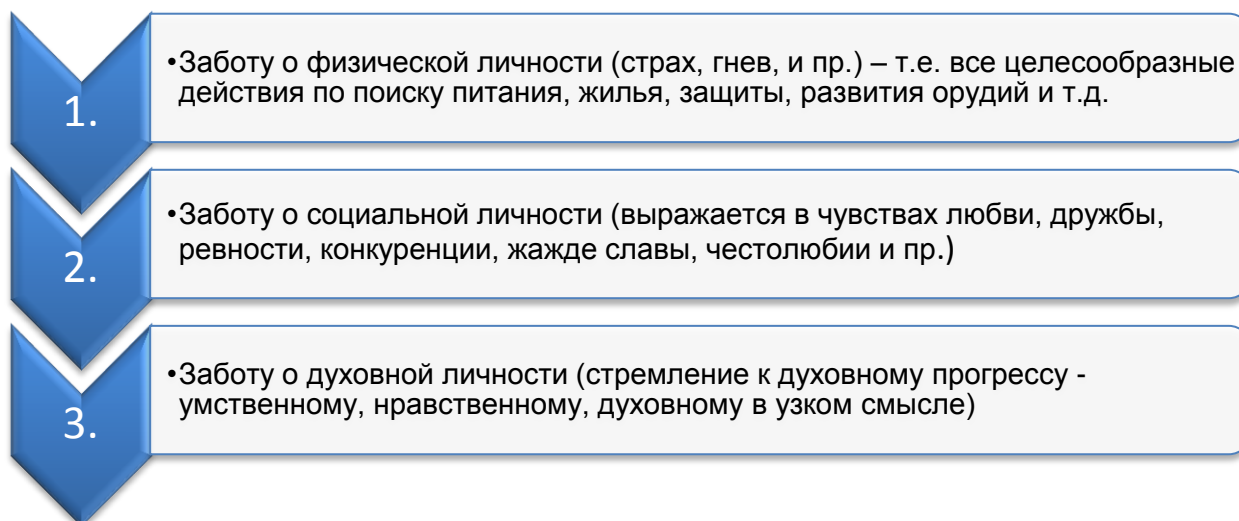 1.
•Заботу о физической личности (страх, гнев, и пр.) – т.е. все целесообразные
действия по поиску питания, жилья, защиты, развития орудий и т.д.
2.
•Заботу о социальной личности (выражается в чувствах любви, дружбы,
ревности, конкуренции, жажде славы, честолюбии и пр.)
3.
•Заботу о духовной личности (стремление к духовному прогрессу -
умственному, нравственному, духовному в узком смысле)